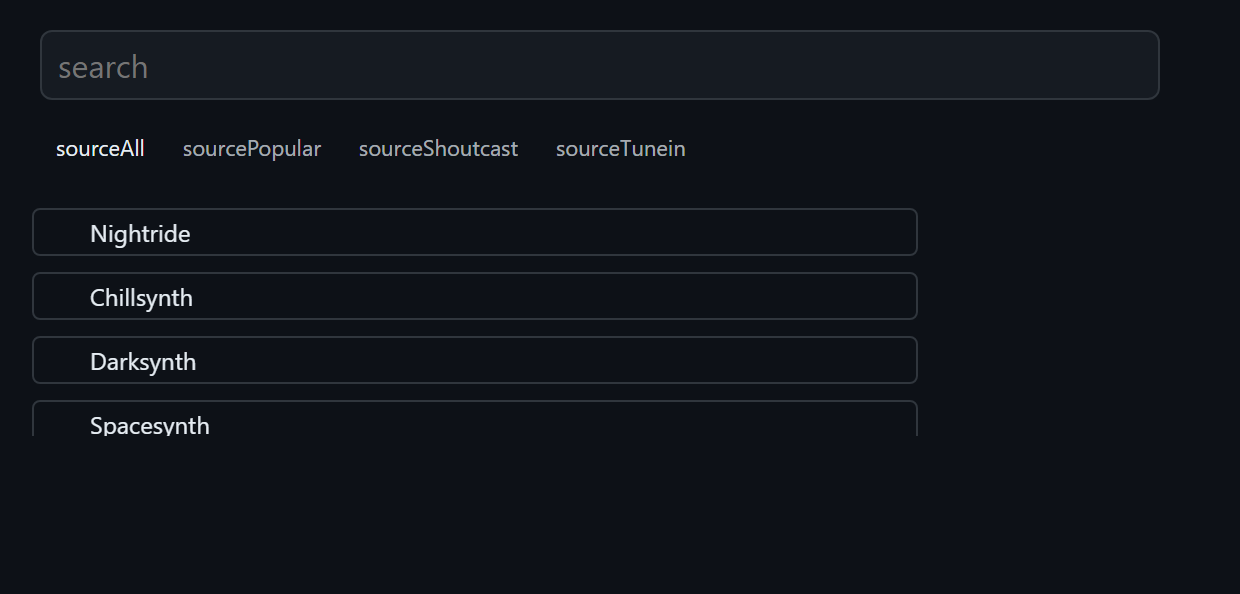 search
sourceAll sourcePopular sourceShoutcast sourceTunein
Nightride
Chillsynth
Darksynth
Spacesynth